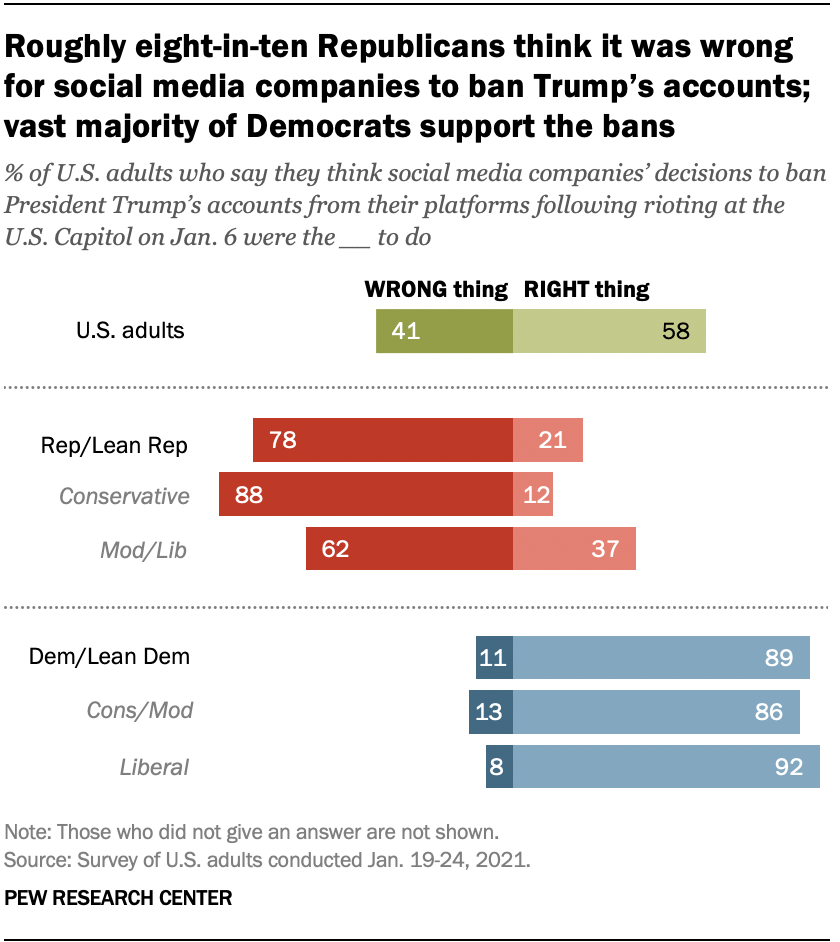 Roughly eight-in-ten Republicans think it was wrong
for social media companies to ban Trump’s accounts;
vast majority of Democrats support the bans
% of U.S. adults who say they think social media companies’ decisions to ban
President Trump’s accounts from their platforms following rioting at the
U.S. Capitol on Jan. 6 were the __ to do
WRONG thing RIGHT thing
U.S. adults 41 58
Rep/Lean Rep 78 21
Conservative 88 12
Mod/Lib 62 37
Dem/Lean Dem 11 89
Cons/Mod 13 86
Liberal 8 92
Note: Those who did not give an answer are not shown.
Source: Survey of U.S. adults conducted Jan. 19-24, 2021.
PEW RESEARCH CENTER